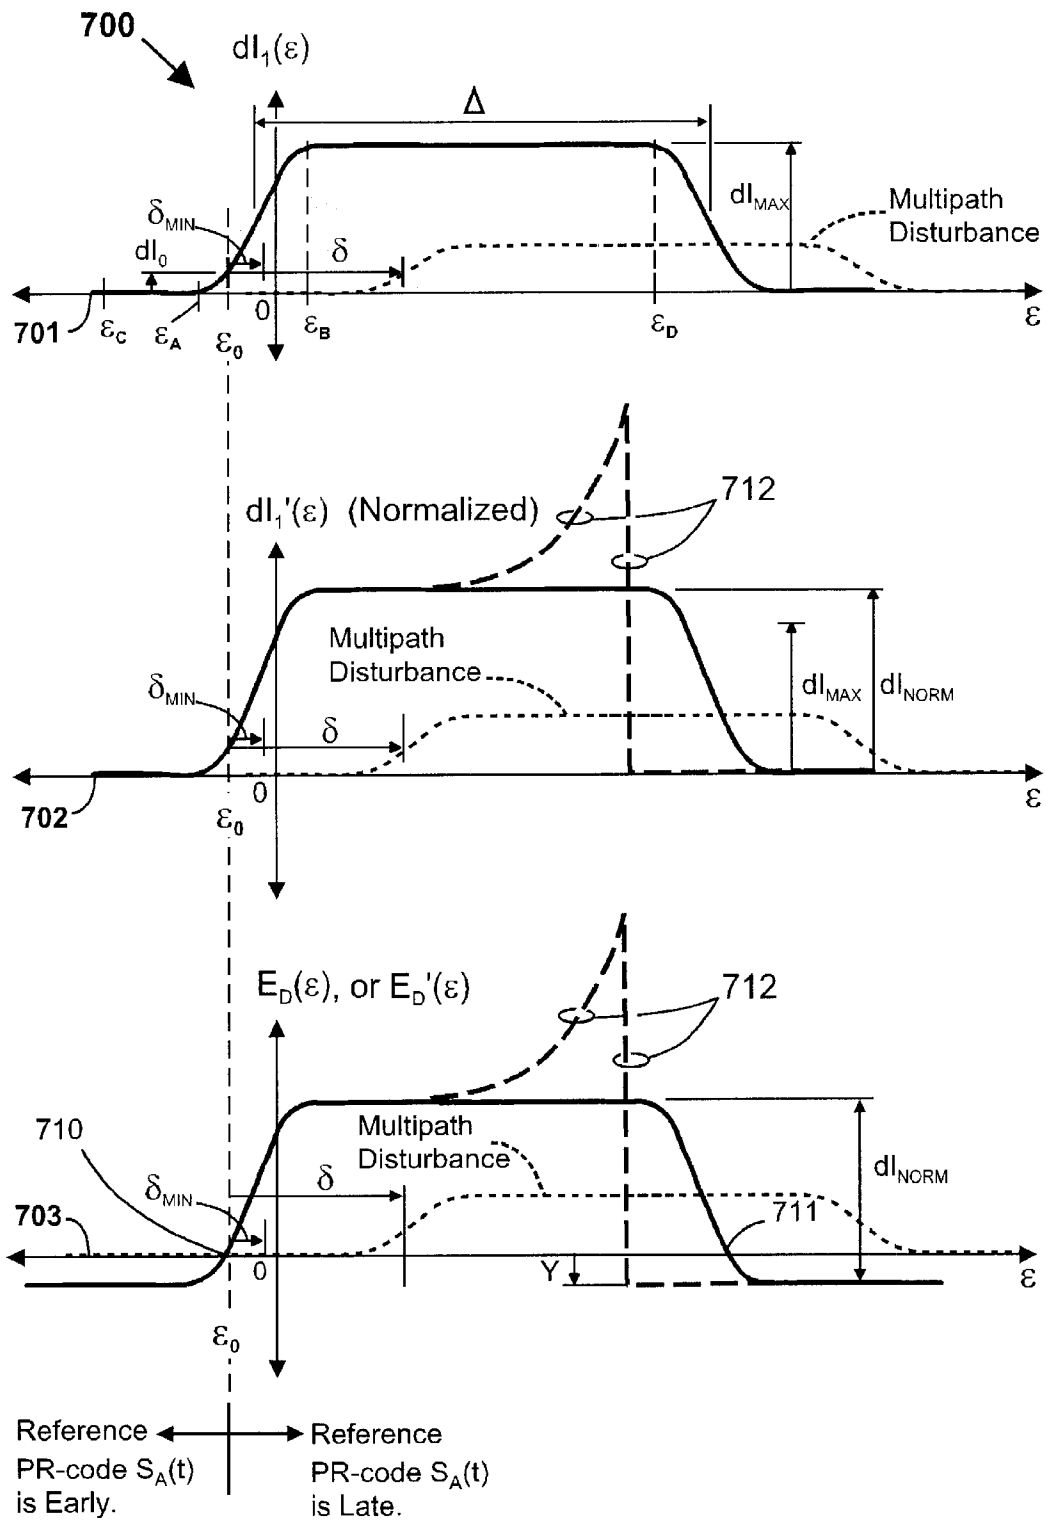 700
dI₁(ε)
Δ
δMIN
dI₀
δ
dIMAX
Multipath
Disturbance
701
εC
εA
ε₀
0
εB
εD
ε
dI₁'(ε) (Normalized)
712
Multipath
Disturbance
δMIN
δ
dIMAX
dINORM
702
ε₀
0
ε
ED(ε), or ED'(ε)
712
710
Multipath
Disturbance
δMIN
δ
dINORM
703
711
0
Y
ε
ε₀
Reference
PR-code SA(t)
is Early.
Reference
PR-code SA(t)
is Late.